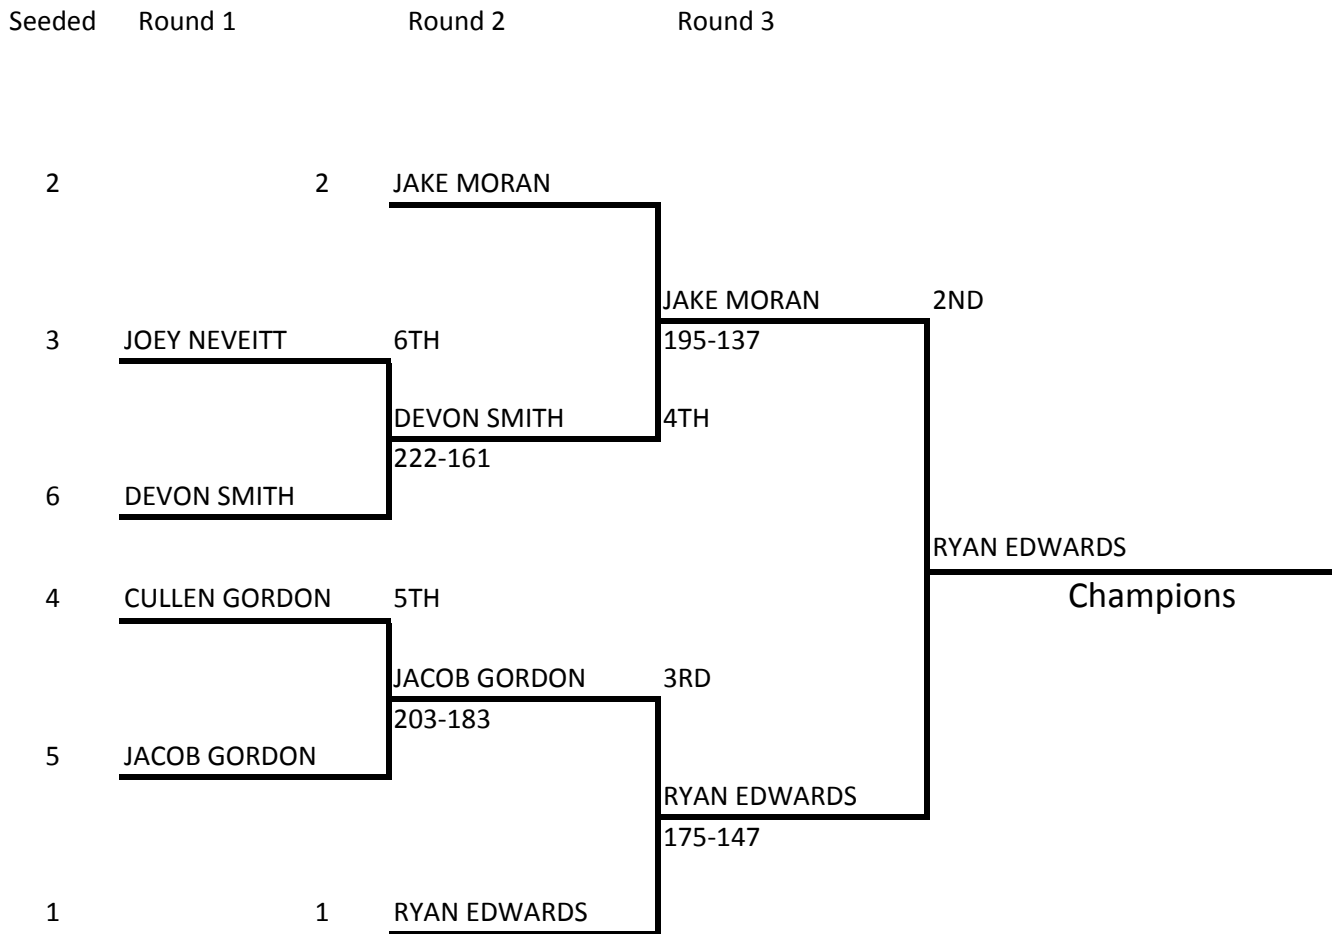 Seeded Round 1 Round 2 Round 3
2 2 JAKE MORAN
JAKE MORAN 2ND
3 JOEY NEVEITT 6TH 195-137
DEVON SMITH 4TH
222-161
6 DEVON SMITH
RYAN EDWARDS
4 CULLEN GORDON 5TH Champions
JACOB GORDON 3RD
203-183
5 JACOB GORDON
RYAN EDWARDS
175-147
1 1 RYAN EDWARDS